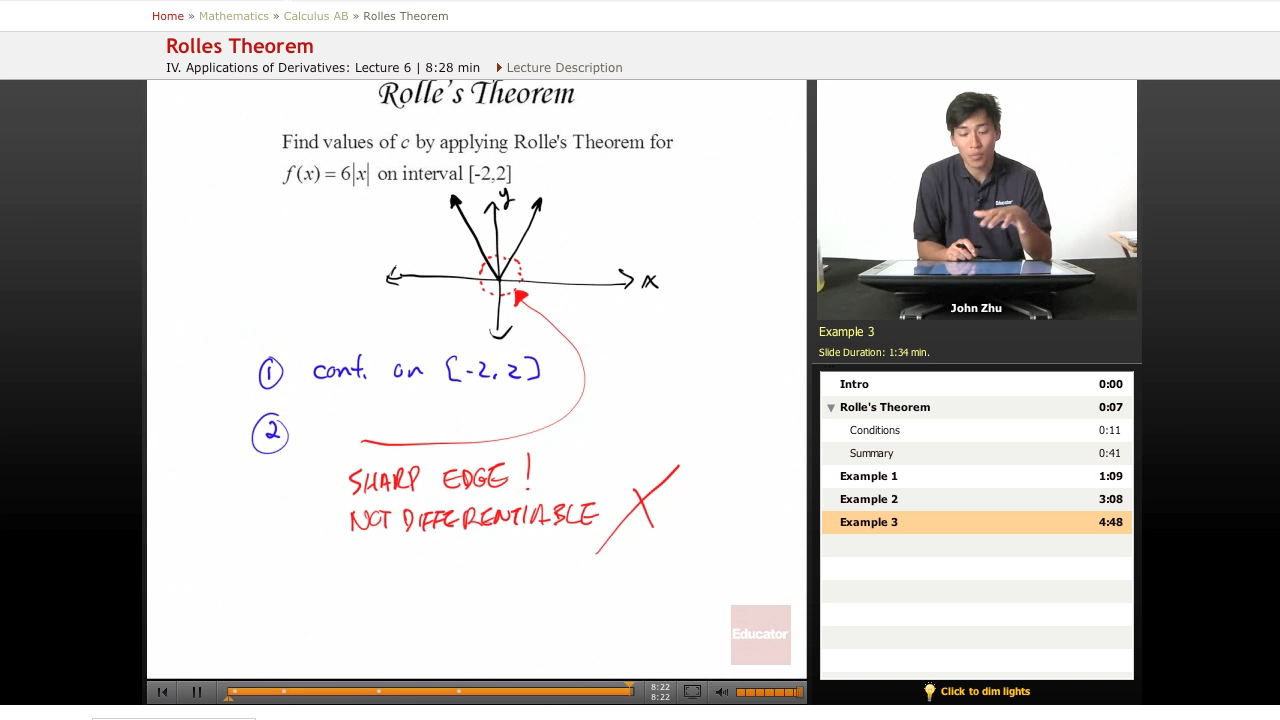 Home » Mathematics » Calculus AB » Rolles Theorem
Rolles Theorem
IV. Applications of Derivatives: Lecture 6 | 8:28 min Lecture Description
Rolle's Theorem
Find values of c by applying Rolle's Theorem for
f(x) = 6|x| on interval [-2,2]
y
x
① cont. on [-2, 2]
②
SHARP EDGE!
NOT DIFFERENTIABLE X
Educator
8:22
8:22
Educator
John Zhu
Example 3
Slide Duration: 1:34 min.
Intro 0:00
▼ Rolle's Theorem 0:07
Conditions 0:11
Summary 0:41
Example 1 1:09
Example 2 3:08
Example 3 4:48
Click to dim lights